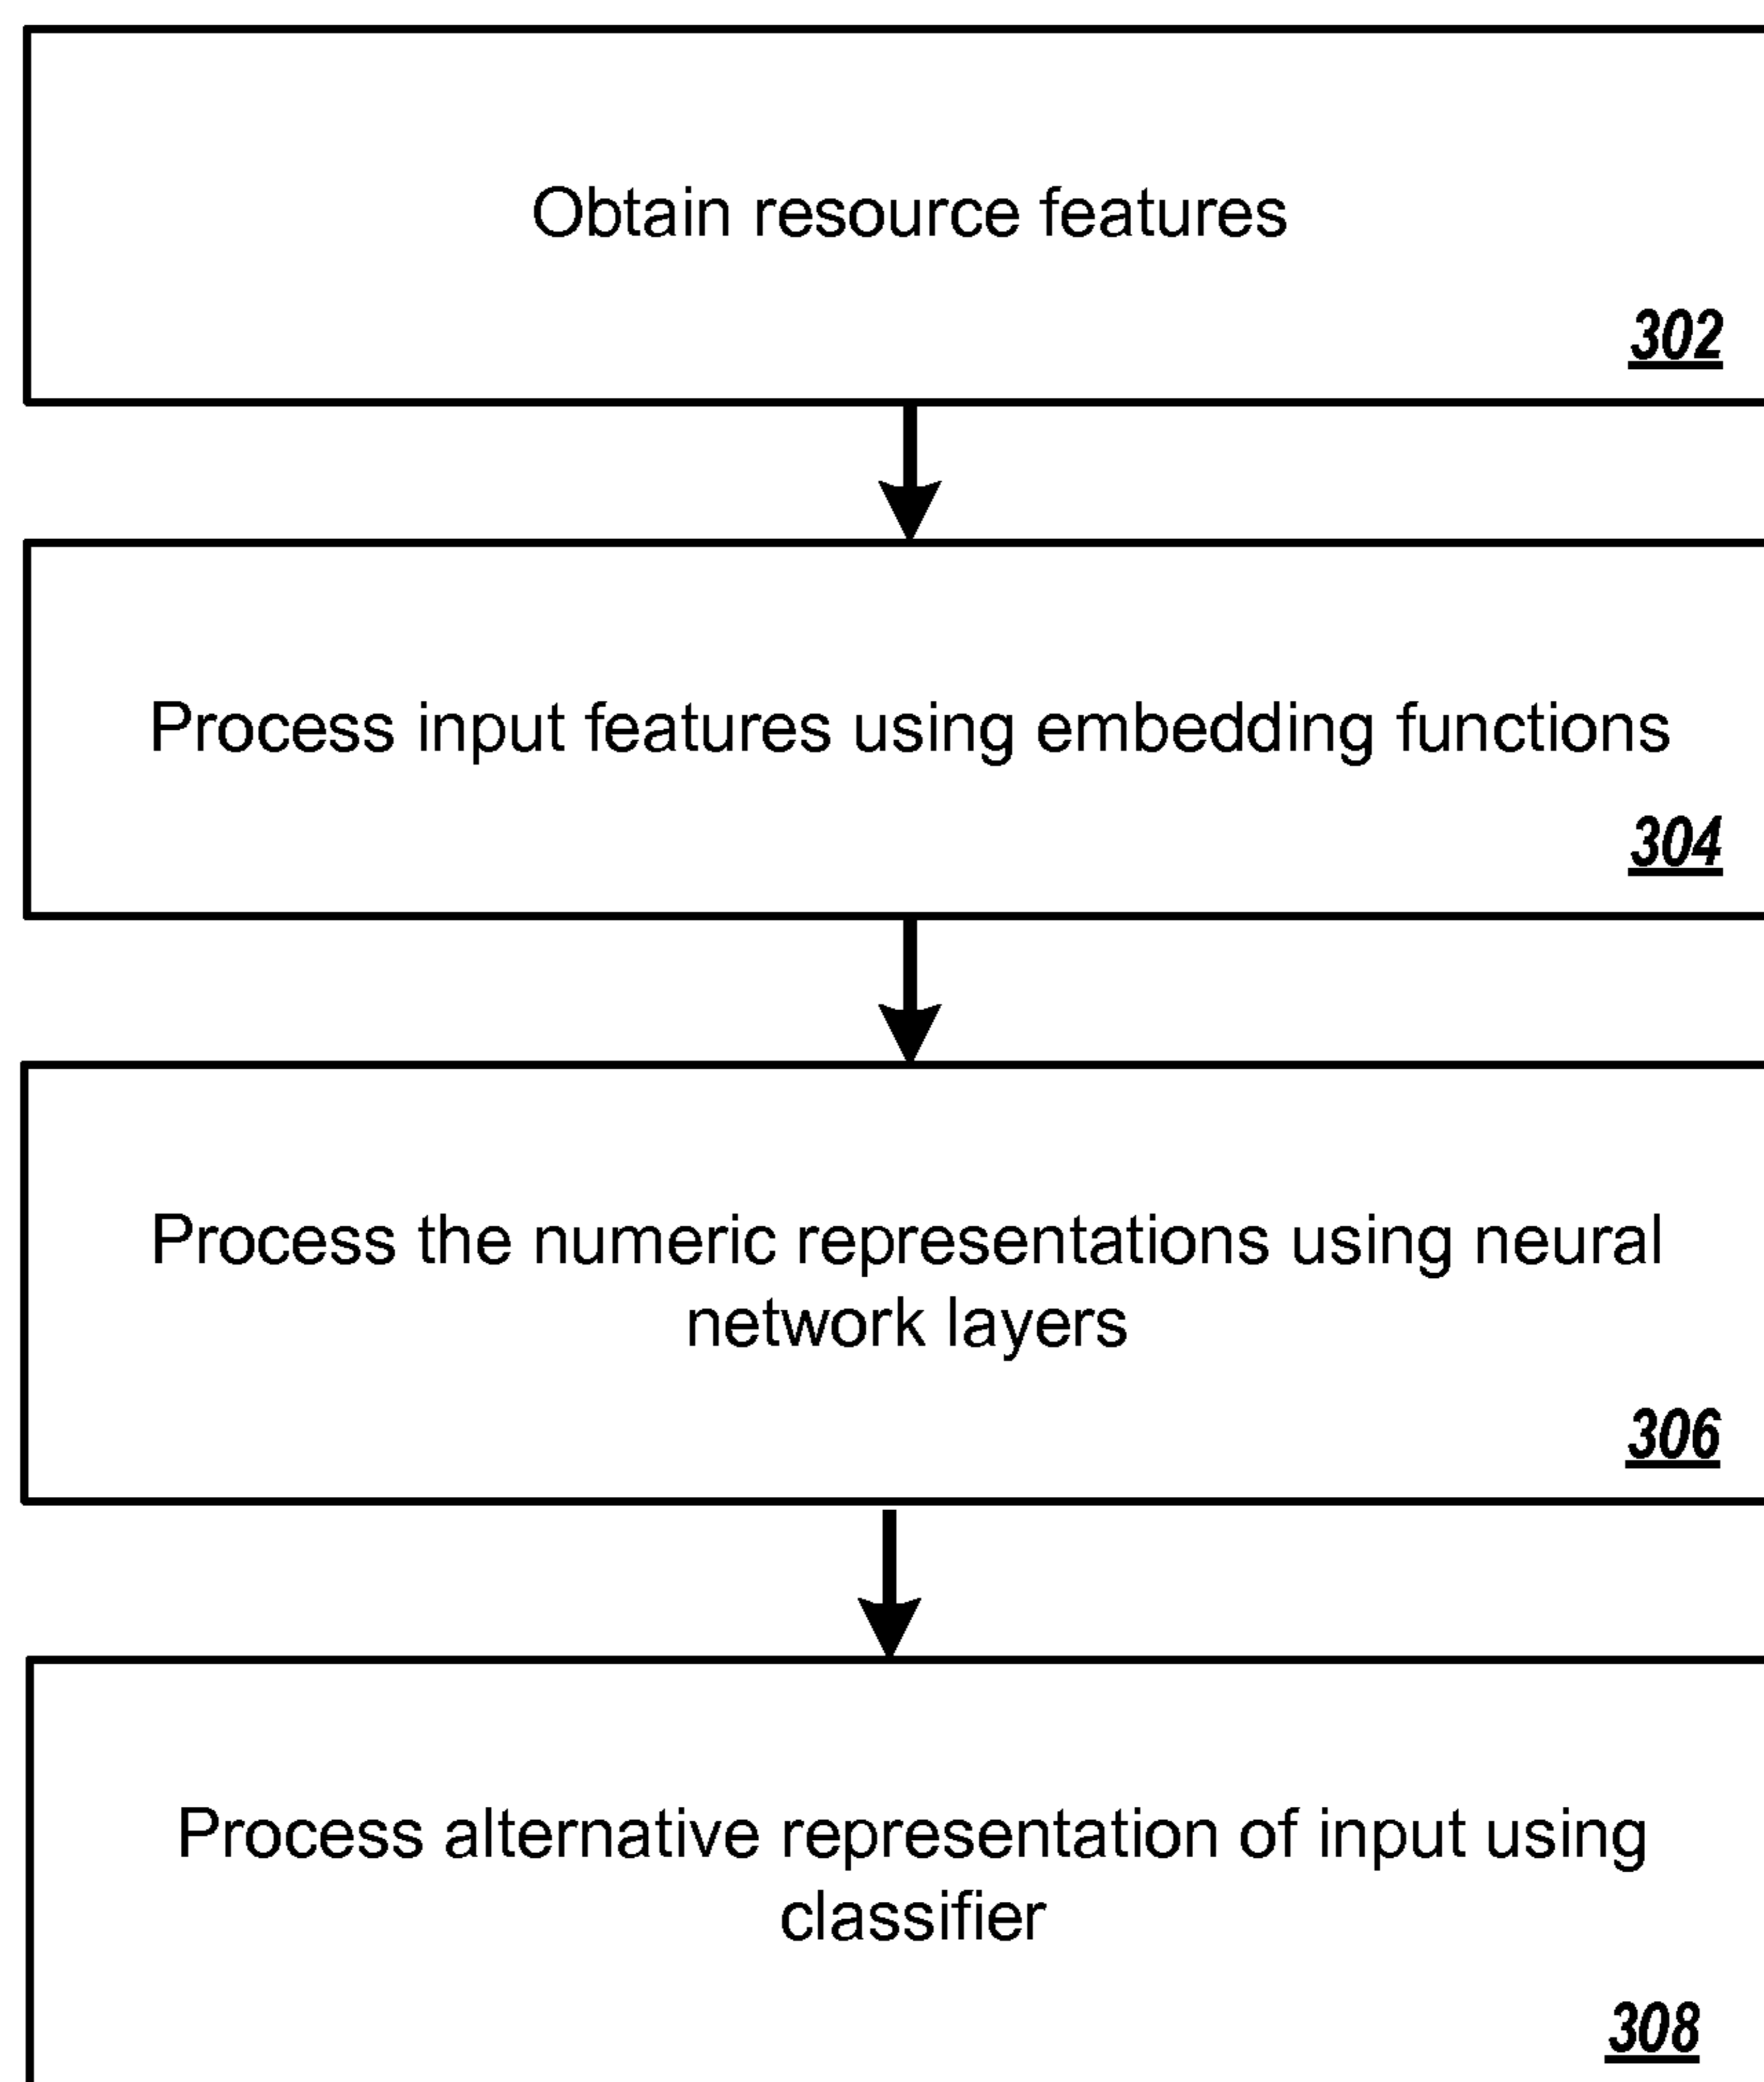 Obtain resource features
302
Process input features using embedding functions
304
Process the numeric representations using neural
network layers
306
Process alternative representation of input using
classifier
308